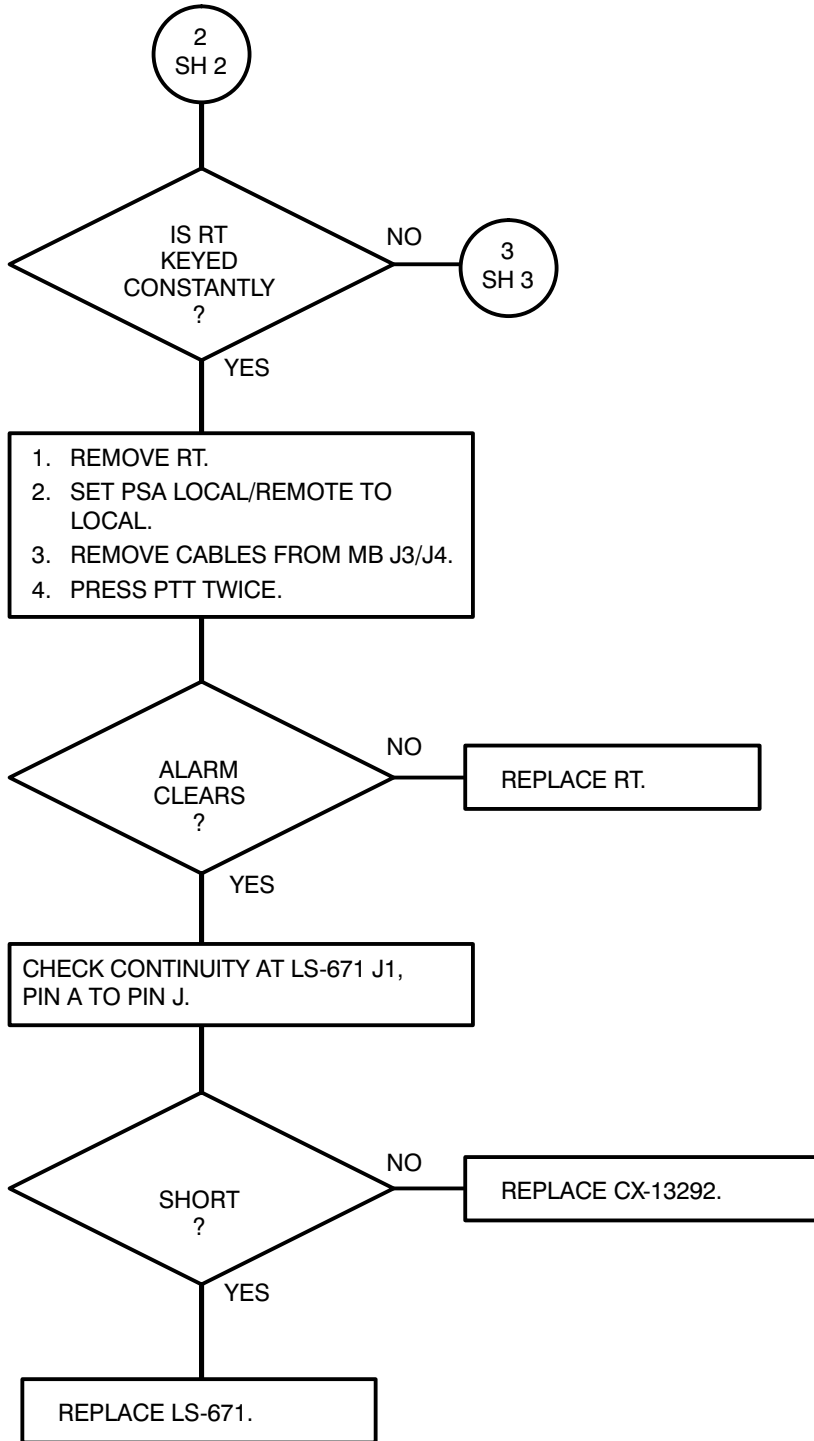 2
SH 2
IS RT
KEYED
CONSTANTLY
?
NO
3
SH 3
YES
1. REMOVE RT.
2. SET PSA LOCAL/REMOTE TO
LOCAL.
3. REMOVE CABLES FROM MB J3/J4.
4. PRESS PTT TWICE.
ALARM
CLEARS
?
NO
REPLACE RT.
YES
CHECK CONTINUITY AT LS-671 J1,
PIN A TO PIN J.
SHORT
?
NO
REPLACE CX-13292.
YES
REPLACE LS-671.